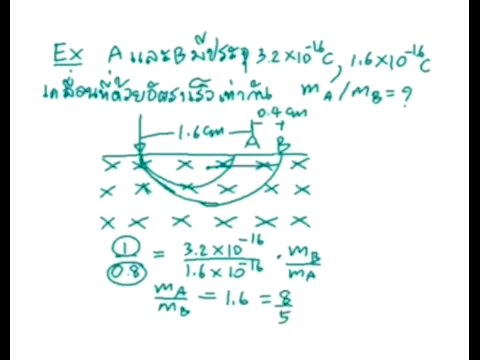 Ex A และ B มีประจุ 3.2×10⁻¹⁶C, 1.6×10⁻¹⁶C
เคลื่อนที่ด้วยอัตราเร็วเท่ากัน m_A/m_B = ?
0.4 cm
1.6 cm A B
× × × × × ×
× × × × × ×
× × × × × ×
1/0.8 = 3.2×10⁻¹⁶/1.6×10⁻¹⁶ · m_B/m_A
m_A/m_B = 1.6 = 8/5